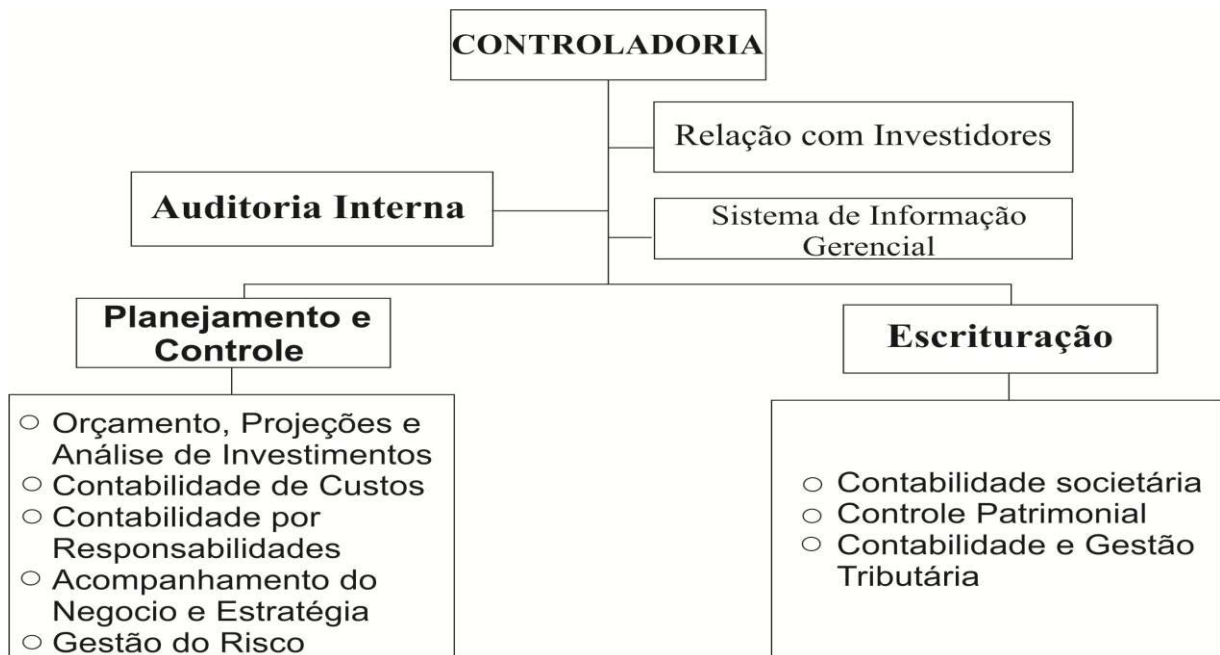 CONTROLADORIA
Relação com Investidores
Auditoria Interna
Sistema de Informação
Gerencial
Planejamento e
Controle
Escrituração
Orçamento, Projeções e
Análise de Investimentos
Contabilidade de Custos
Contabilidade por
Responsabilidades
Acompanhamento do
Negocio e Estratégia
Gestão do Risco
Contabilidade societária
Controle Patrimonial
Contabilidade e Gestão
Tributária